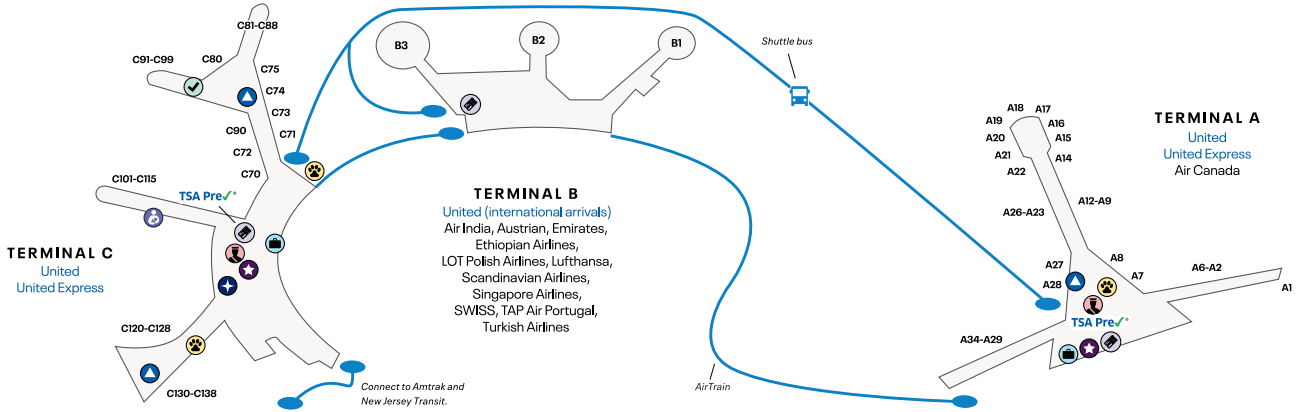 C81-C88
C91-C99
C80
C75
C74
C73
C71
C90
C72
C70
C101-C115
TSA Pre✓®
TERMINAL C
United
United Express
C120-C128
C130-C138
Connect to Amtrak and
New Jersey Transit.
B3
B2
B1
TERMINAL B
United (international arrivals)
Air India, Austrian, Emirates,
Ethiopian Airlines,
LOT Polish Airlines, Lufthansa,
Scandinavian Airlines,
Singapore Airlines,
SWISS, TAP Air Portugal,
Turkish Airlines
Shuttle bus
AirTrain
TERMINAL A
United
United Express
Air Canada
A18
A17
A19
A16
A20
A15
A21
A14
A22
A12-A9
A26-A23
A27
A8
A28
A7
A6-A2
A1
TSA Pre✓®
A34-A29